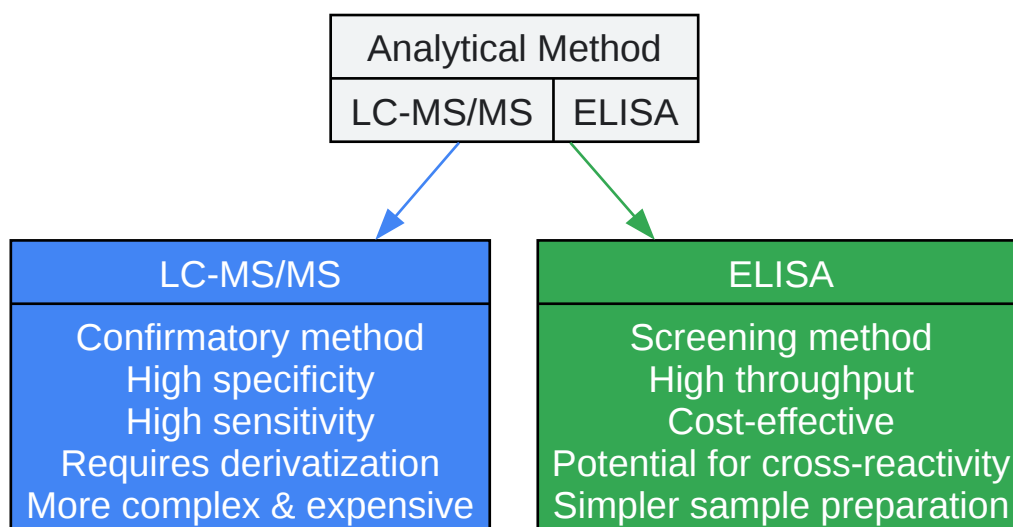 Analytical Method
LC-MS/MS ELISA
LC-MS/MS
Confirmatory method
High specificity
High sensitivity
Requires derivatization
More complex & expensive
ELISA
Screening method
High throughput
Cost-effective
Potential for cross-reactivity
Simpler sample preparation